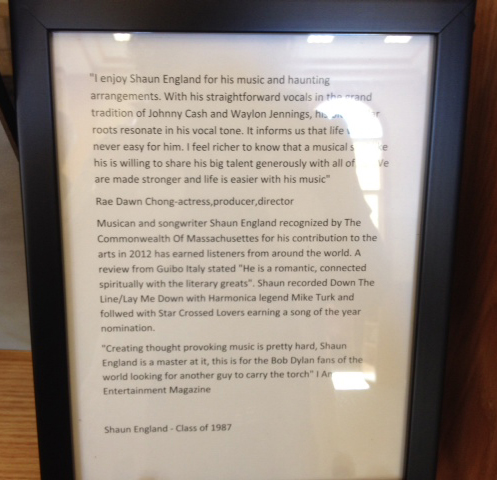 "I enjoy Shaun England for his music and haunting
arrangements. With his straightforward vocals in the grand
tradition of Johnny Cash and Waylon Jennings, his
roots resonate in his vocal tone. It informs us that life
never easy for him. I feel richer to know that a musical
his is willing to share his big talent generously with all of We
are made stronger and life is easier with his music"
Rae Dawn Chong-actress,producer,director
Musican and songwriter Shaun England recognized by The
Commonwealth Of Massachusettes for his contribution to the
arts in 2012 has earned listeners from around the world. A
review from Guibo Italy stated "He is a romantic, connected
spiritually with the literary greats". Shaun recorded Down The
Line/Lay Me Down with Harmonica legend Mike Turk and
follwed with Star Crossed Lovers earning a song of the year
nomination.
"Creating thought provoking music is pretty hard, Shaun
England is a master at it, this is for the Bob Dylan fans of the
world looking for another guy to carry the torch" I
Entertainment Magazine
Shaun England - Class of 1987